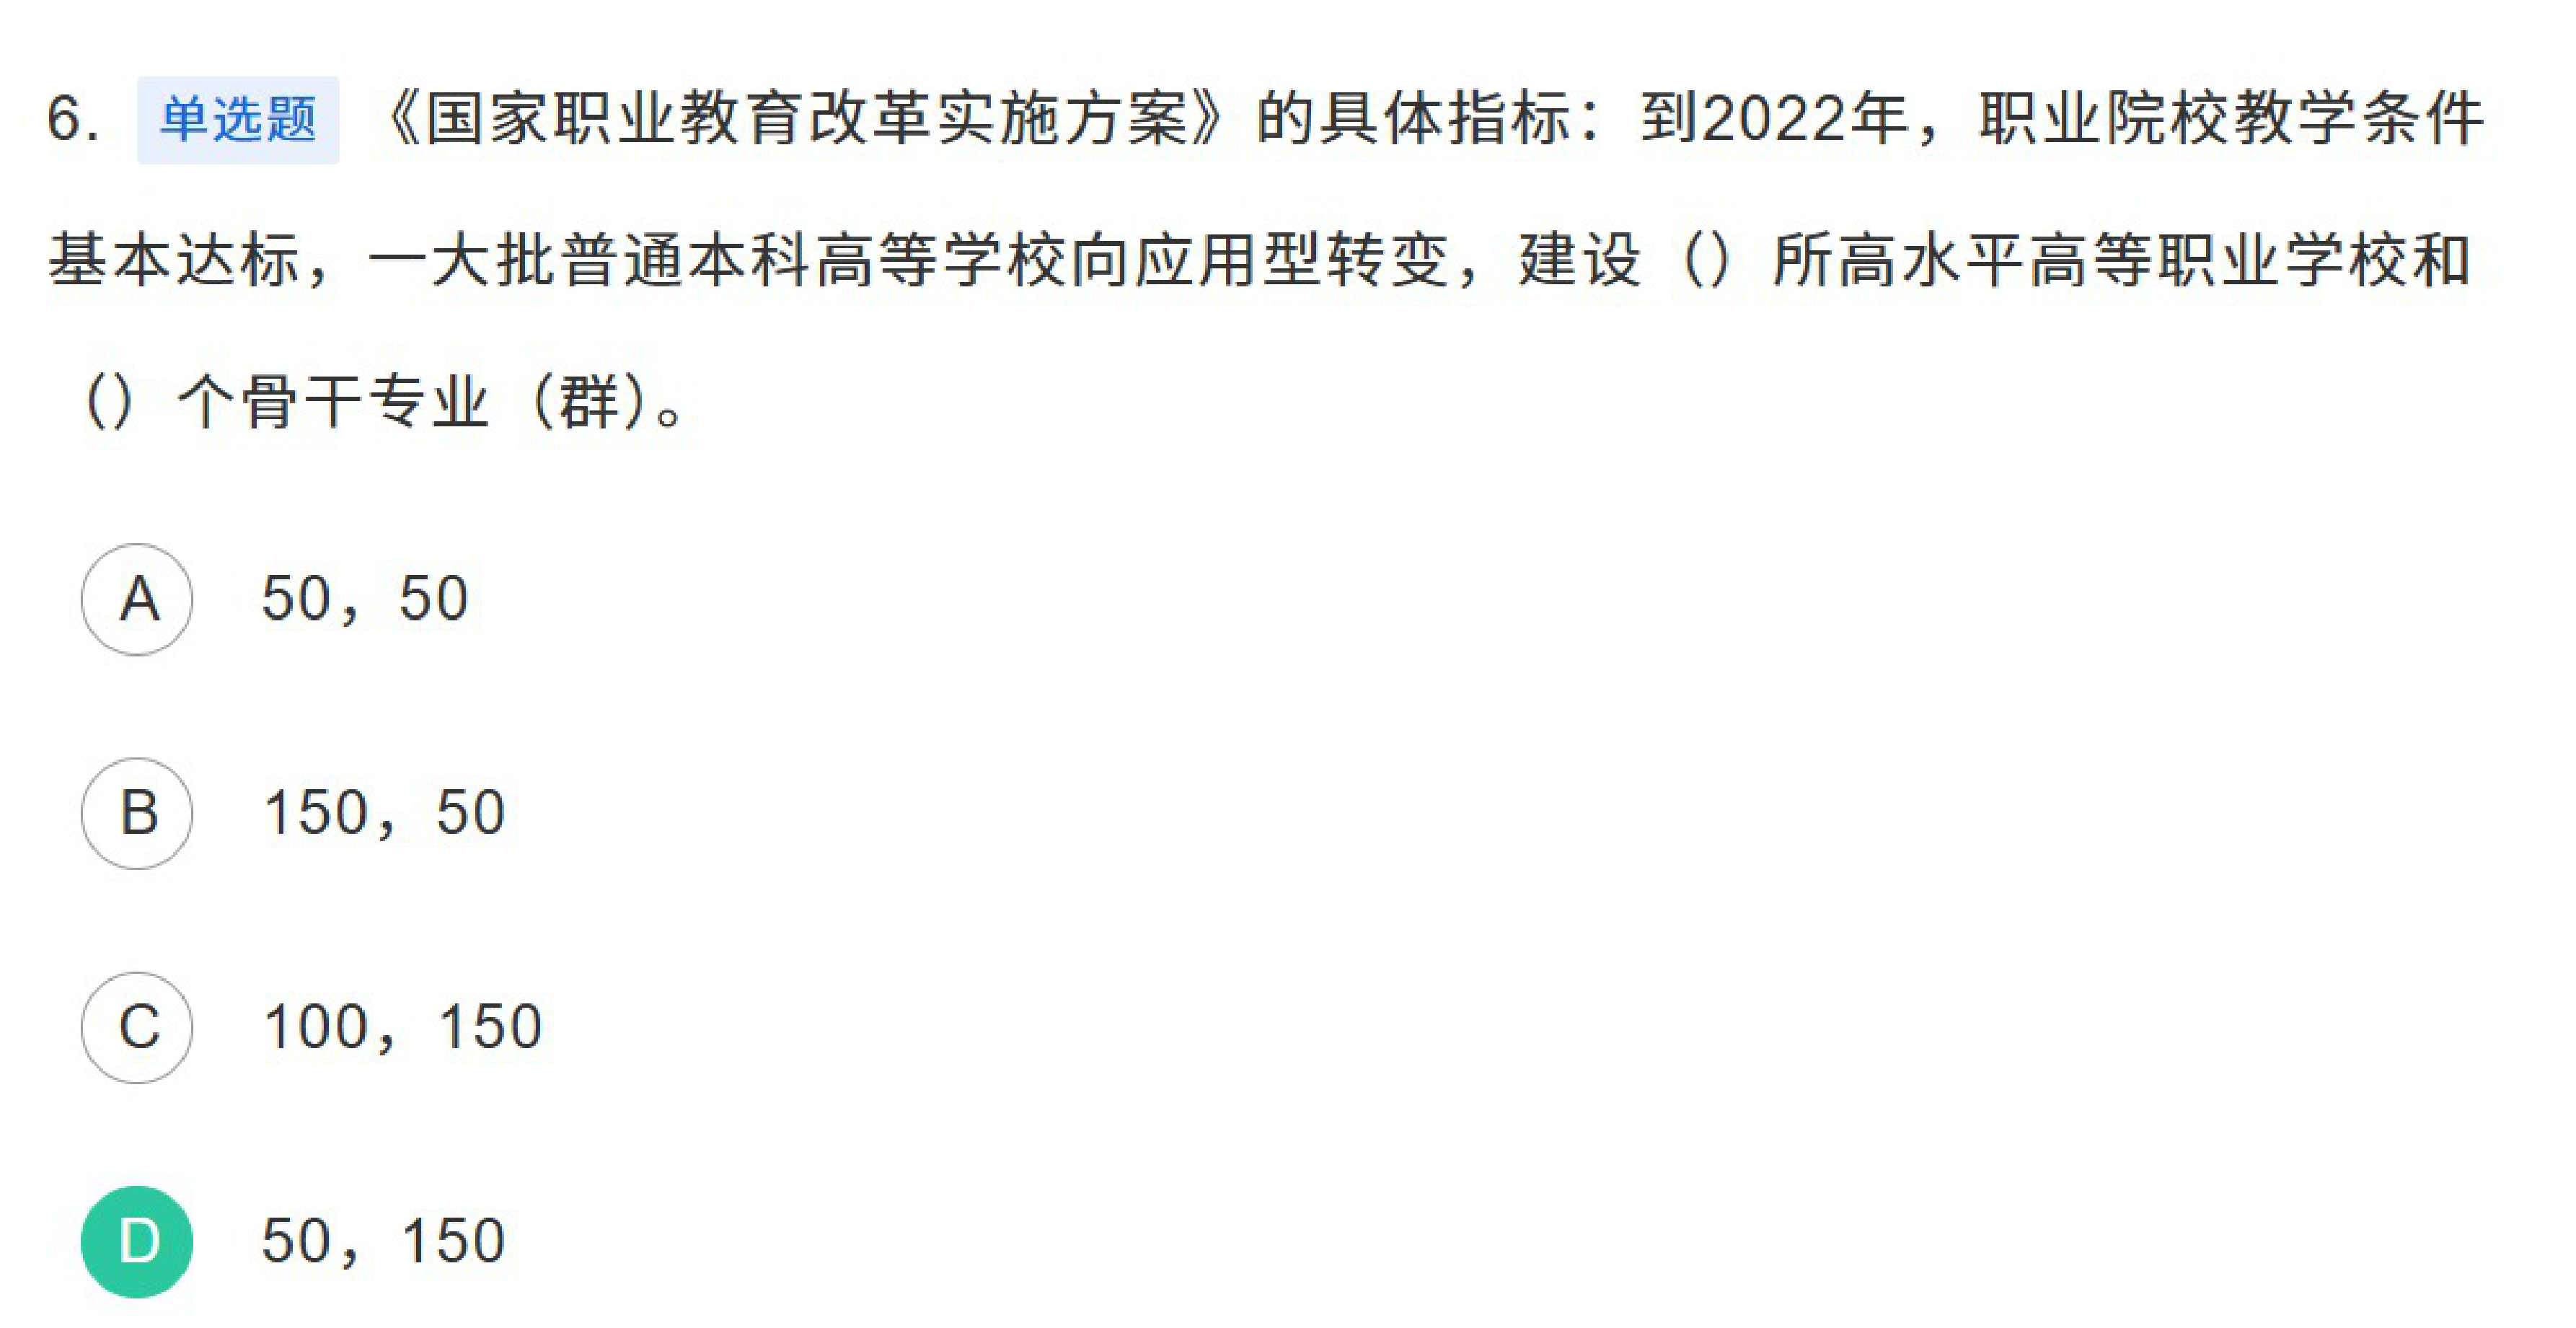 6. 单选题 《国家职业教育改革实施方案》的具体指标：到2022年，职业院校教学条件
基本达标，一大批普通本科高等学校向应用型转变，建设（）所高水平高等职业学校和
（）个骨干专业（群）。
A 50，50
B 150，50
C 100，150
D 50，150